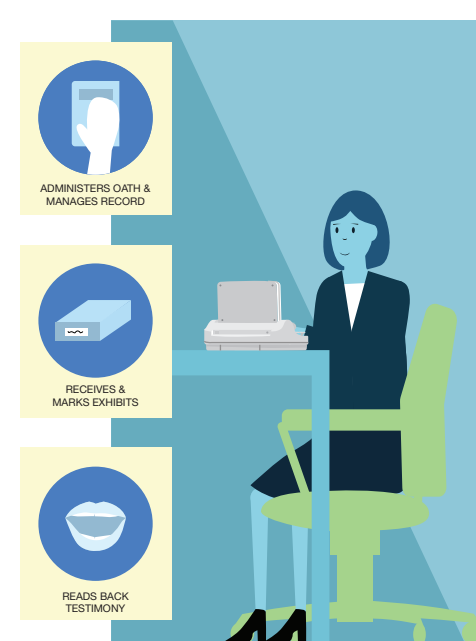 ADMINISTERS OATH &
MANAGES RECORD
RECEIVES &
MARKS EXHIBITS
READS BACK
TESTIMONY